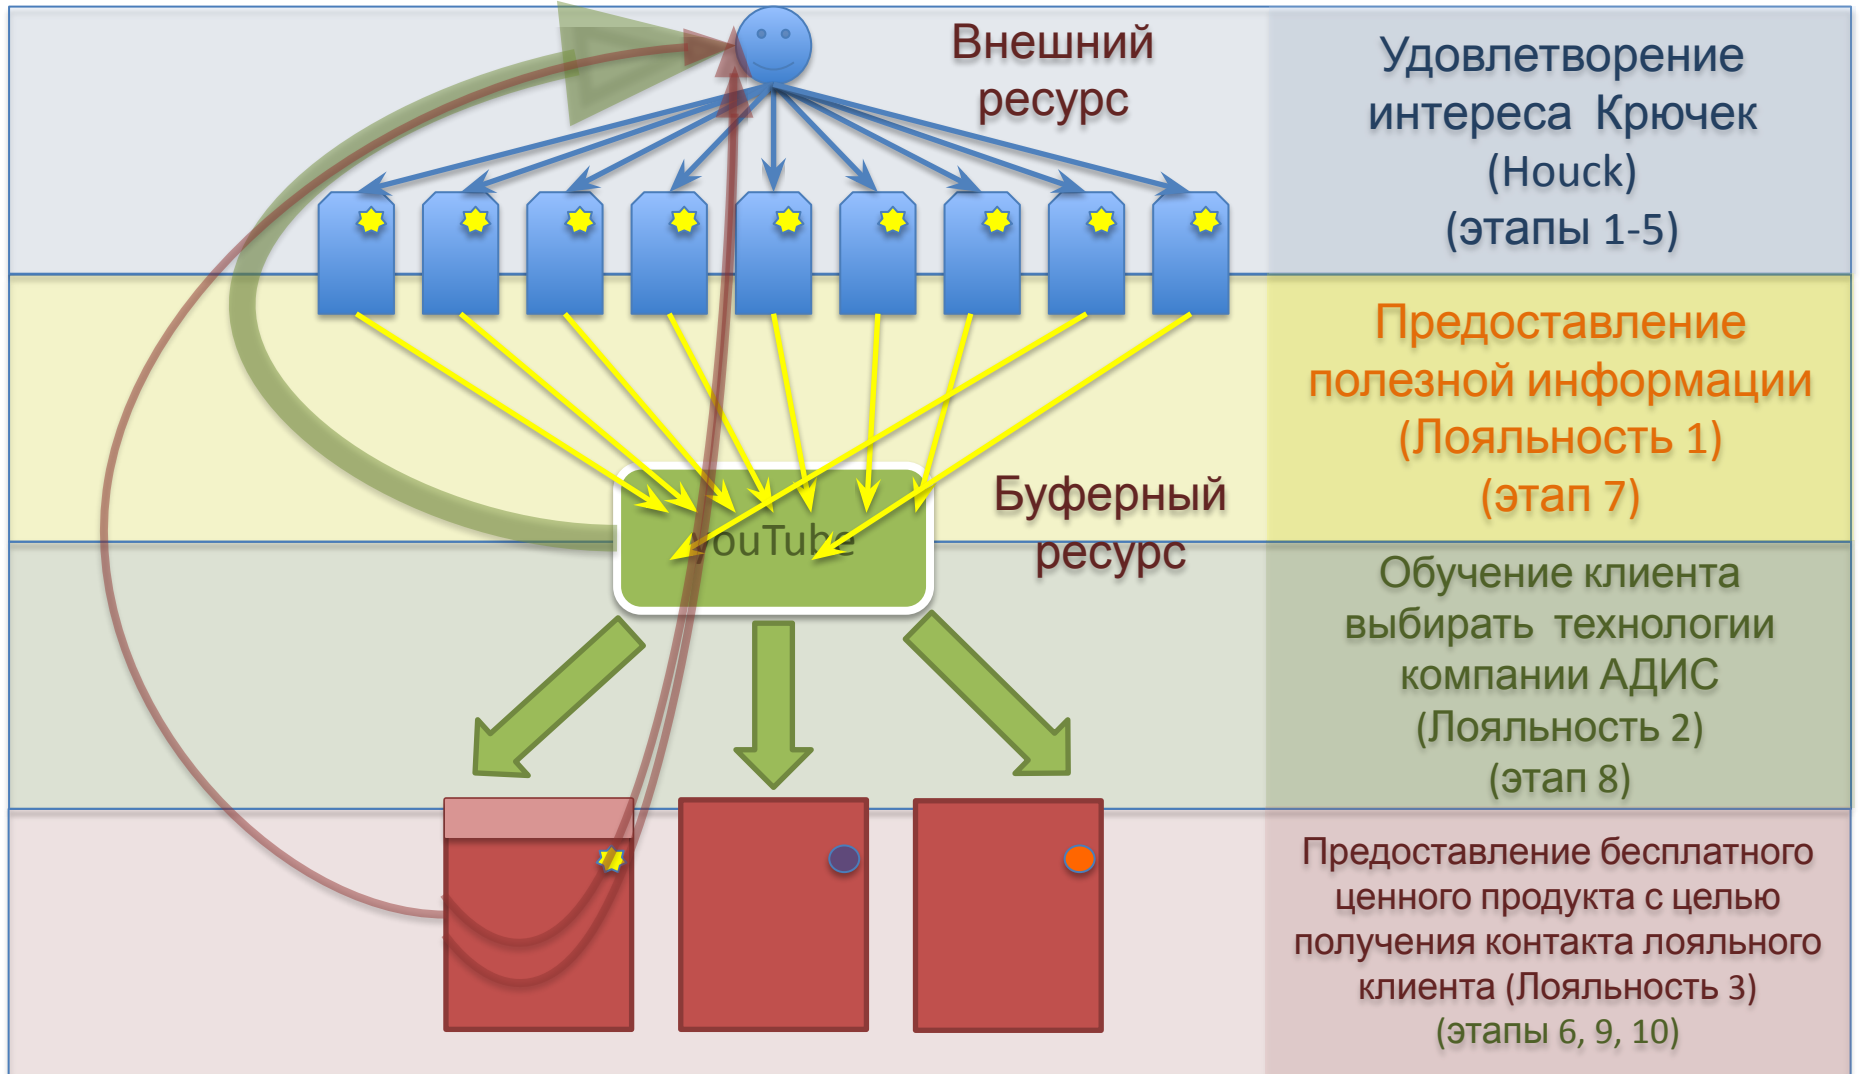 Внешний
ресурс
Удовлетворение
интереса Крючек
(Houck)
(этапы 1-5)
Предоставление
полезной информации
(Лояльность 1)
(этап 7)
Буферный
ресурс
youTube
Обучение клиента
выбирать технологии
компании АДИС
(Лояльность 2)
(этап 8)
Предоставление бесплатного
ценного продукта с целью
получения контакта лояльного
клиента (Лояльность 3)
(этапы 6, 9, 10)